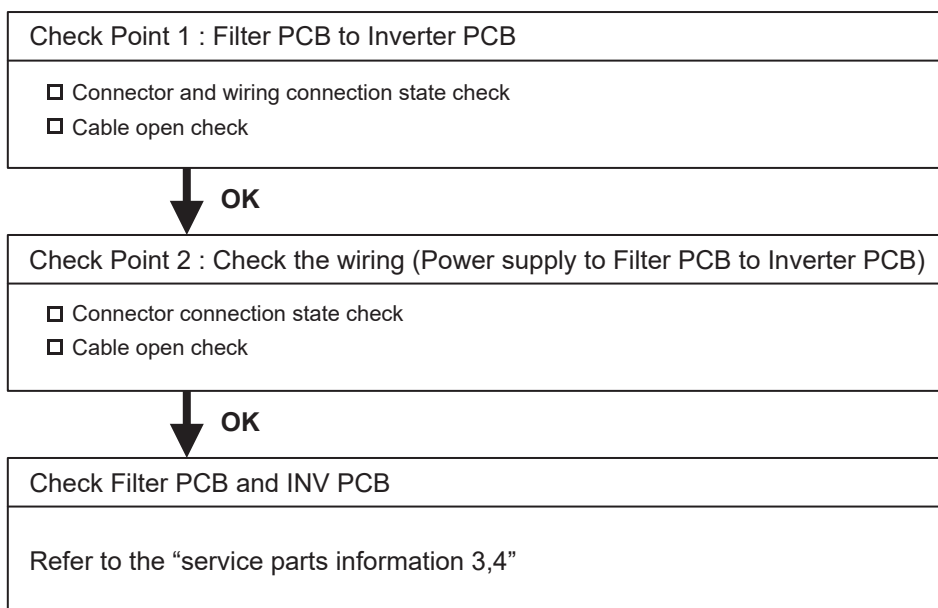 Check Point 1 : Filter PCB to Inverter PCB
Connector and wiring connection state check
Cable open check
OK
Check Point 2 : Check the wiring (Power supply to Filter PCB to Inverter PCB)
Connector connection state check
Cable open check
OK
Check Filter PCB and INV PCB
Refer to the “service parts information 3,4”